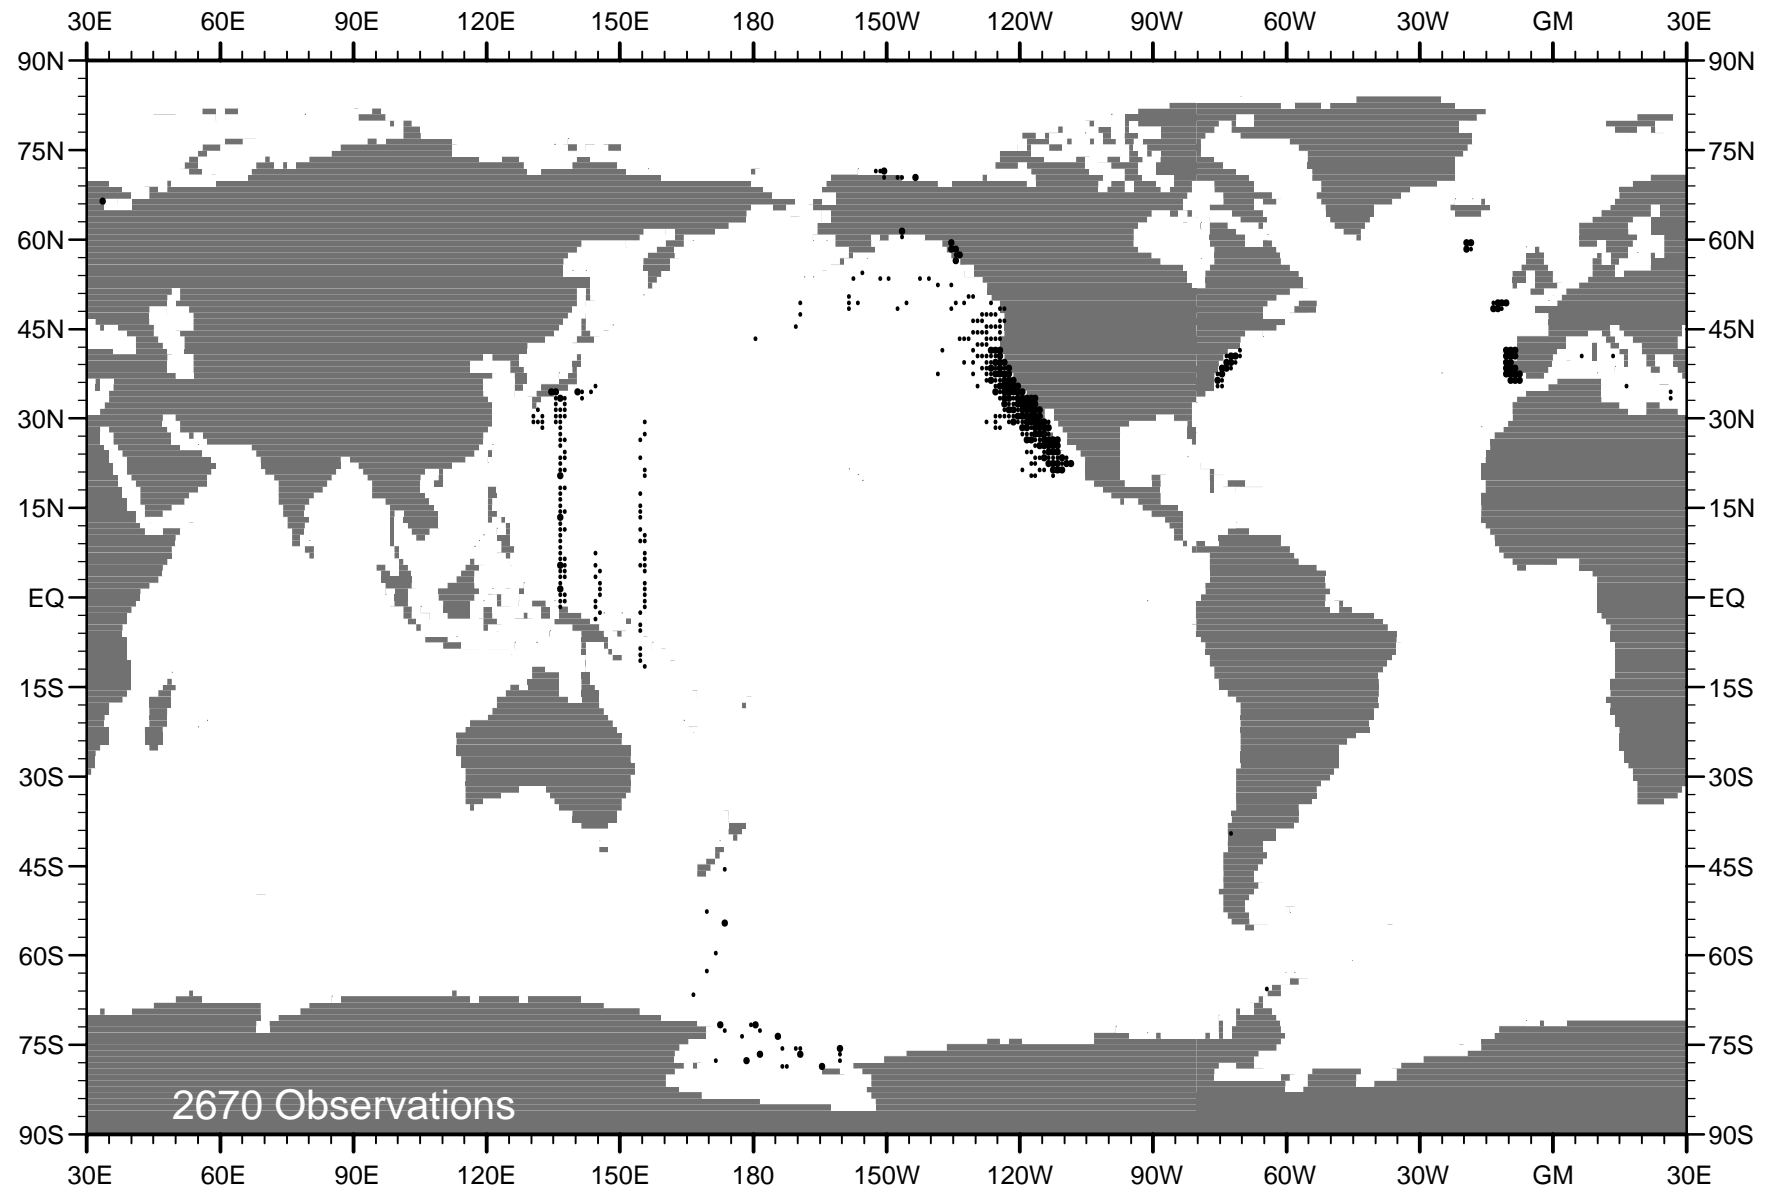 30E 60E 90E 120E 150E 180 150W 120W 90W 60W 30W GM 30E
90N 90N
75N 75N
60N 60N
45N 45N
30N 30N
15N 15N
EQ EQ
15S 15S
30S 30S
45S 45S
60S 60S
75S 75S
2670 Observations
90S 90S
30E 60E 90E 120E 150E 180 150W 120W 90W 60W 30W GM 30E